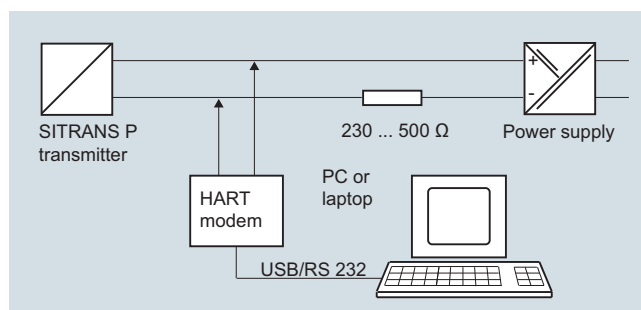 +
-
SITRANS P
transmitter
230 ... 500 Ω
Power supply
PC or
laptop
HART
modem
USB/RS 232